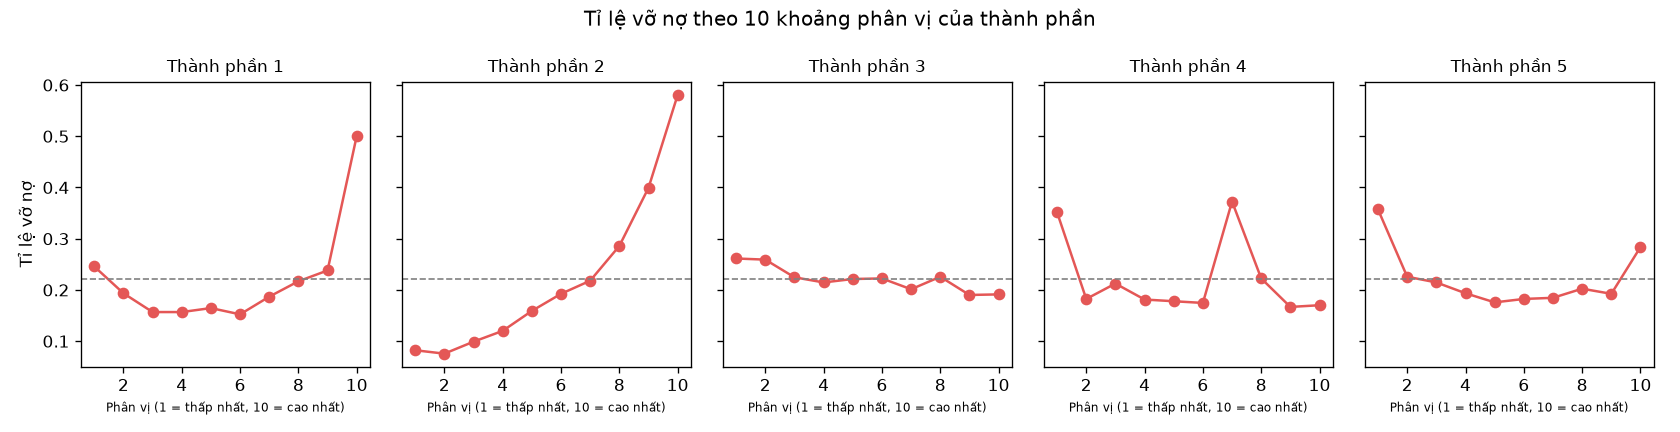 Tỉ lệ vỡ nợ theo 10 khoảng phân vị của thành phần
Thành phần 1
Thành phần 2
Thành phần 3
Thành phần 4
Thành phần 5
Tỉ lệ vỡ nợ
0.6
0.5
0.4
0.3
0.2
0.1
2 4 6 8 10
2 4 6 8 10
2 4 6 8 10
2 4 6 8 10
2 4 6 8 10
Phân vị (1 = thấp nhất, 10 = cao nhất)
Phân vị (1 = thấp nhất, 10 = cao nhất)
Phân vị (1 = thấp nhất, 10 = cao nhất)
Phân vị (1 = thấp nhất, 10 = cao nhất)
Phân vị (1 = thấp nhất, 10 = cao nhất)